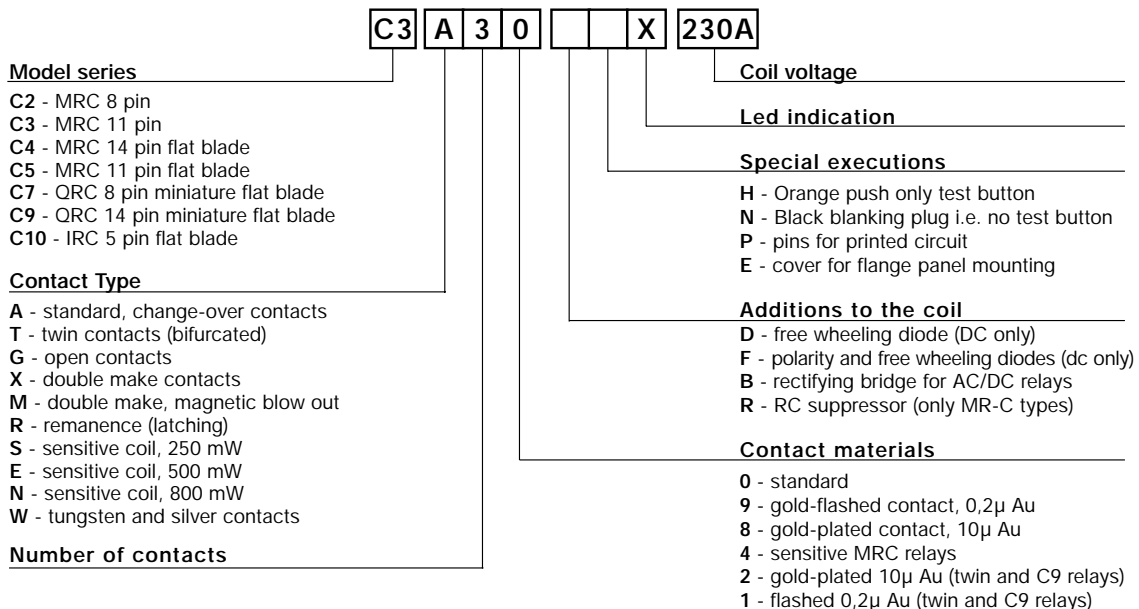 C3 A 3 0 X 230A
Model series
C2 - MRC 8 pin
C3 - MRC 11 pin
C4 - MRC 14 pin flat blade
C5 - MRC 11 pin flat blade
C7 - QRC 8 pin miniature flat blade
C9 - QRC 14 pin miniature flat blade
C10 - IRC 5 pin flat blade
Contact Type
A - standard, change-over contacts
T - twin contacts (bifurcated)
G - open contacts
X - double make contacts
M - double make, magnetic blow out
R - remanence (latching)
S - sensitive coil, 250 mW
E - sensitive coil, 500 mW
N - sensitive coil, 800 mW
W - tungsten and silver contacts
Number of contacts
Coil voltage
Led indication
Special executions
H - Orange push only test button
N - Black blanking plug i.e. no test button
P - pins for printed circuit
E - cover for flange panel mounting
Additions to the coil
D - free wheeling diode (DC only)
F - polarity and free wheeling diodes (dc only)
B - rectifying bridge for AC/DC relays
R - RC suppressor (only MR-C types)
Contact materials
0 - standard
9 - gold-flashed contact, 0,2µ Au
8 - gold-plated contact, 10µ Au
4 - sensitive MRC relays
2 - gold-plated 10µ Au (twin and C9 relays)
1 - flashed 0,2µ Au (twin and C9 relays)